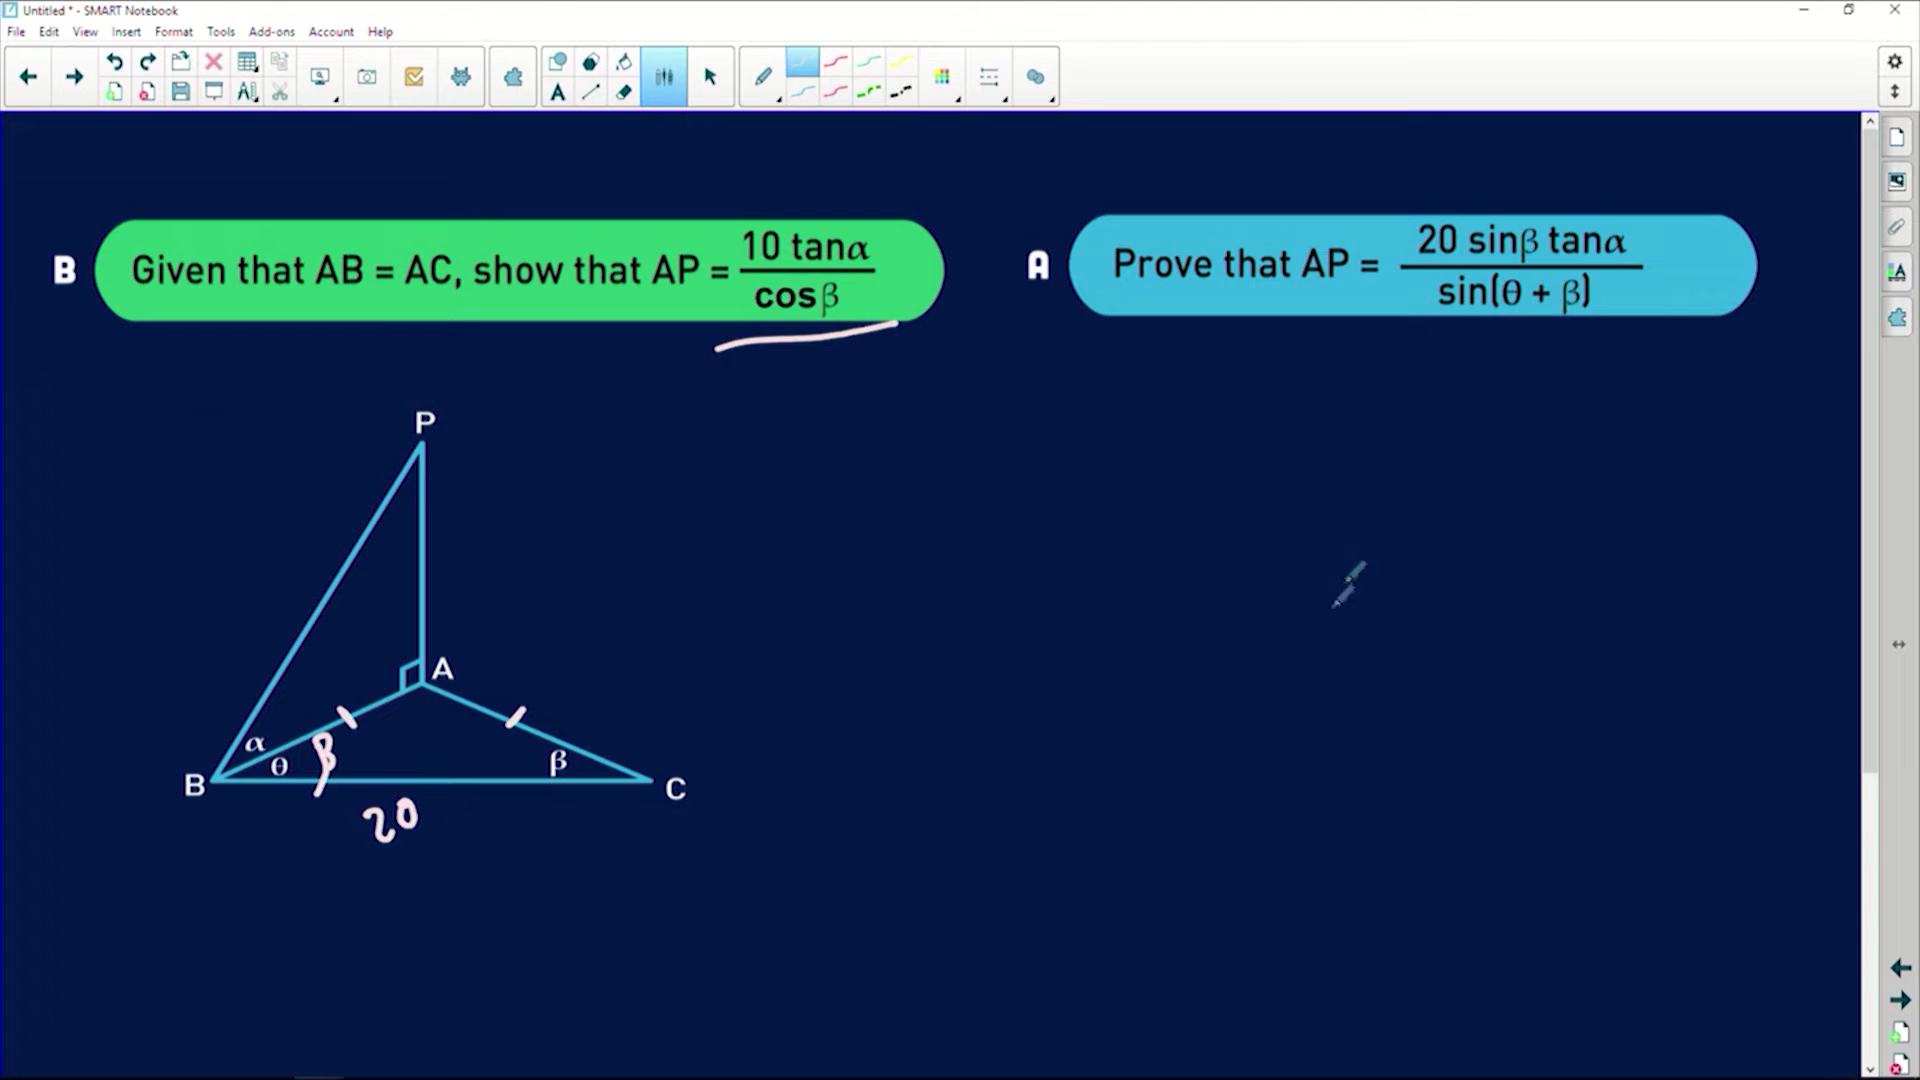 Untitled * - SMART Notebook
File Edit View Insert Format Tools Add-ons Account Help
B Given that AB = AC, show that AP = 10 tanα / cosβ
A Prove that AP = 20 sinβ tanα / sin(θ + β)
P
A
α
θ
β
β
B
C
20